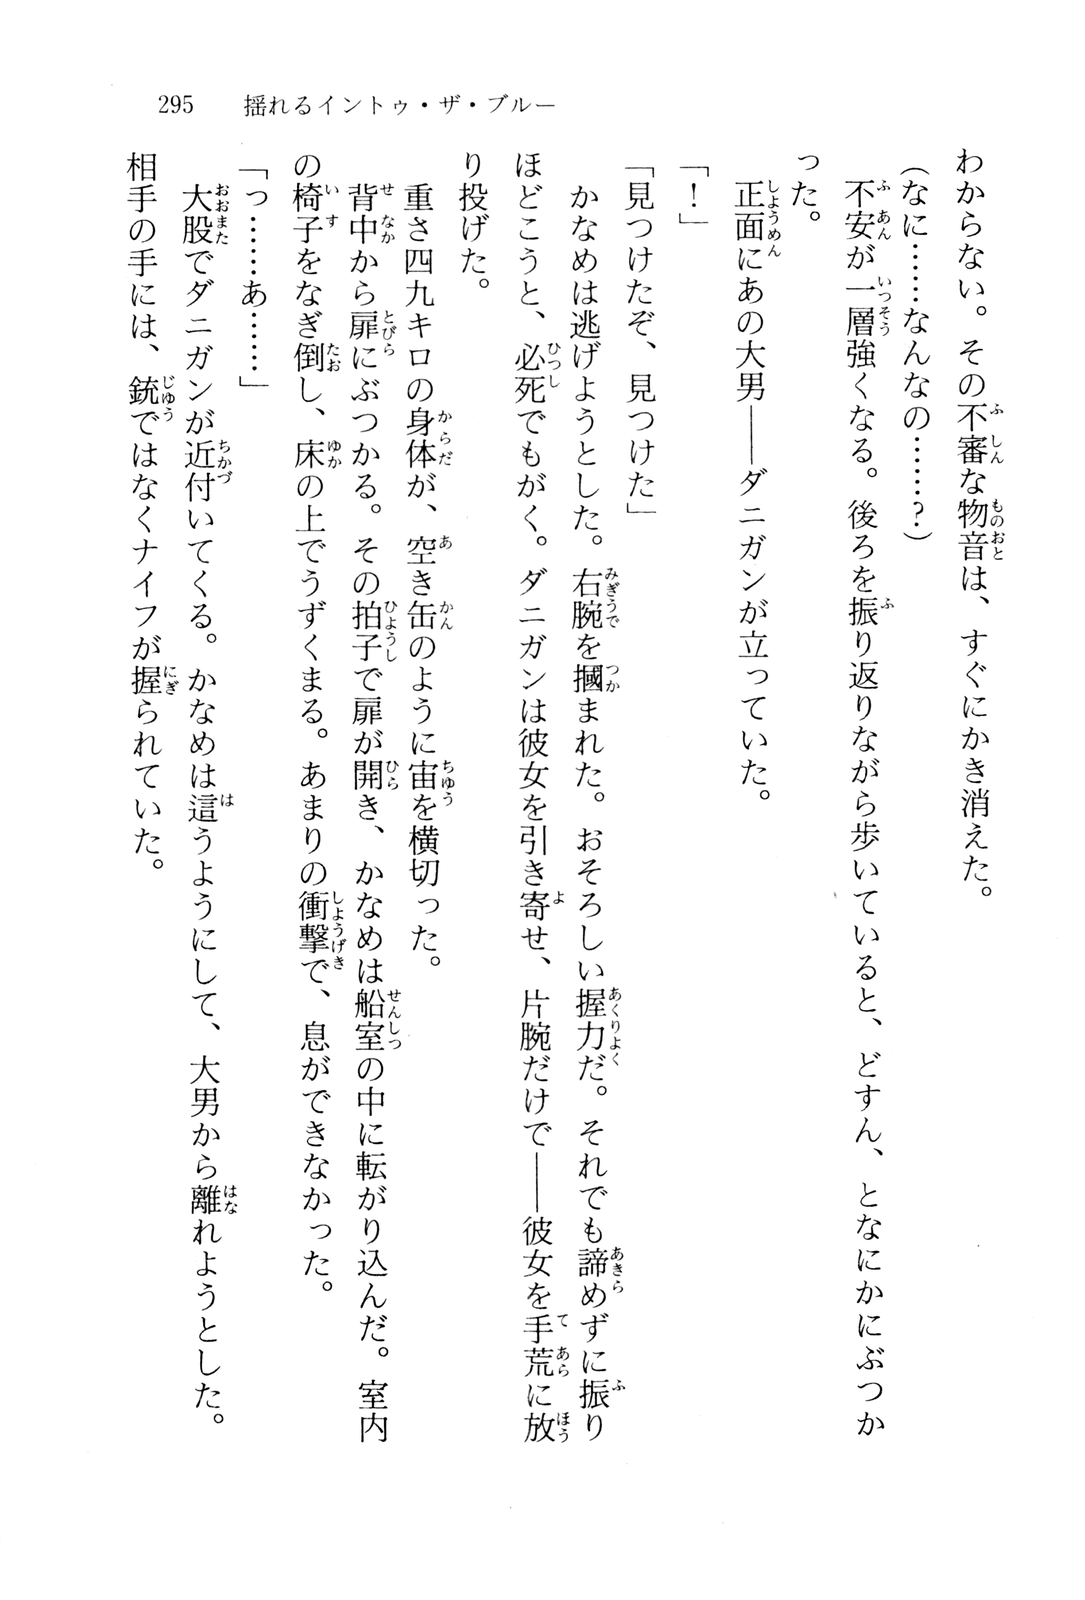 295　揺れるイントゥ・ザ・ブルー
わからない。その不審な物音は、すぐにかき消えた。
（なに……なんなの……？）
　不安が一層強くなる。後ろを振り返りながら歩いていると、どすん、となにかにぶつか
った。
　正面にあの大男――ダニガンが立っていた。
「！」
「見つけたぞ、見つけた」
　かなめは逃げようとした。右腕を摑まれた。おそろしい握力だ。それでも諦めずに振り
ほどこうと、必死でもがく。ダニガンは彼女を引き寄せ、片腕だけで――彼女を手荒に放
り投げた。
　重さ四九キロの身体が、空き缶のように宙を横切った。
　背中から扉にぶつかる。その拍子で扉が開き、かなめは船室の中に転がり込んだ。室内
の椅子をなぎ倒し、床の上でうずくまる。あまりの衝撃で、息ができなかった。
「っ……あ……」
　大股でダニガンが近付いてくる。かなめは這うようにして、大男から離れようとした。
相手の手には、銃ではなくナイフが握られていた。